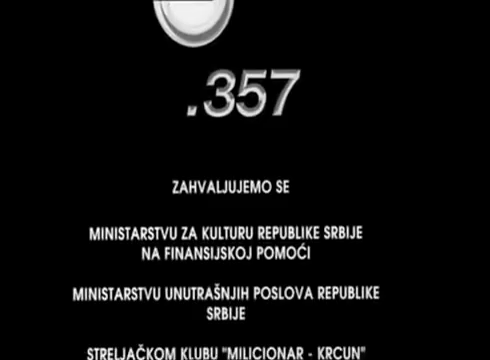 .357
ZAHVALJUJEMO SE
MINISTARSTVU ZA KULTURU REPUBLIKE SRBIJE
NA FINANSIJSKOJ POMOĆI
MINISTARSTVU UNUTRAŠNJIH POSLOVA REPUBLIKE
SRBIJE
STRELJAČKOM KLUBU "MILICIONAR - KRCUN"